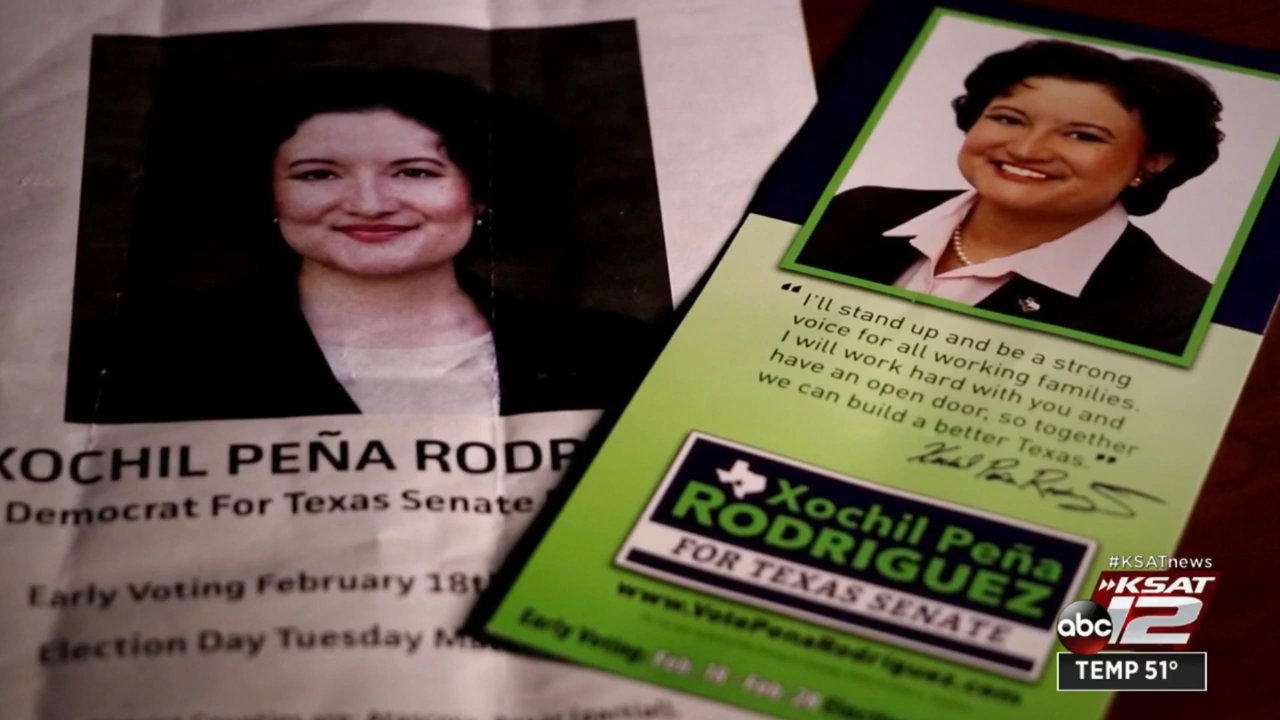 XOCHIL PEÑA RODR
Democrat For Texas Senate
Early Voting February 18t
Election Day Tuesday M
“I'll stand up and be a strong
voice for all working families.
I will work hard with you and
have an open door, so together
we can build a better Texas.”
Xochil Peña
RODRIGUEZ
FOR TEXAS SENATE
www.VotePenaRodriguez.com
Early Voting: Feb. 18 - Feb. 28
#KSATnews
KSAT
abc 12
TEMP 51°